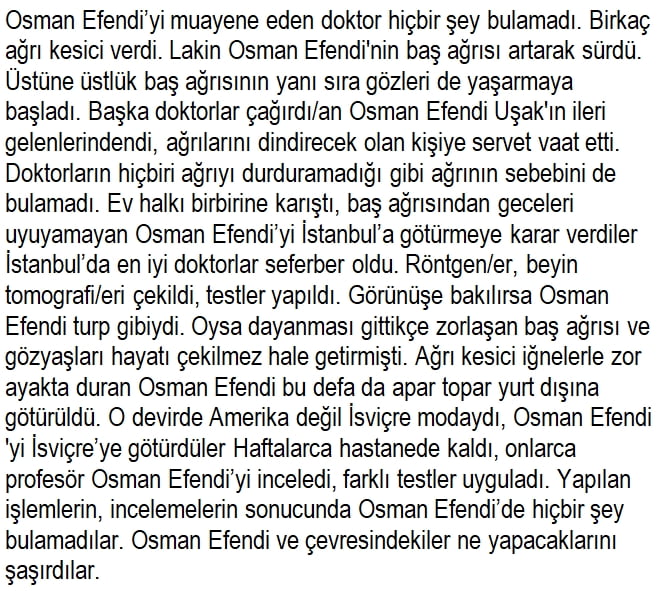 Osman Efendi’yi muayene eden doktor hiçbir şey bulamadı. Birkaç
ağrı kesici verdi. Lakin Osman Efendi'nin baş ağrısı artarak sürdü.
Üstüne üstlük baş ağrısının yanı sıra gözleri de yaşarmaya
başladı. Başka doktorlar çağırdı/an Osman Efendi Uşak'ın ileri
gelenlerindendi, ağrılarını dindirecek olan kişiye servet vaat etti.
Doktorların hiçbiri ağrıyı durduramadığı gibi ağrının sebebini de
bulamadı. Ev halkı birbirine karıştı, baş ağrısından geceleri
uyuyamayan Osman Efendi’yi İstanbul’a götürmeye karar verdiler
İstanbul’da en iyi doktorlar seferber oldu. Röntgen/er, beyin
tomografi/eri çekildi, testler yapıldı. Görünüşe bakılırsa Osman
Efendi turp gibiydi. Oysa dayanması gittikçe zorlaşan baş ağrısı ve
gözyaşları hayatı çekilmez hale getirmişti. Ağrı kesici iğnelerle zor
ayakta duran Osman Efendi bu defa da apar topar yurt dışına
götürüldü. O devirde Amerika değil İsviçre modaydı, Osman Efendi
'yi İsviçre’ye götürdüler Haftalarca hastanede kaldı, onlarca
profesör Osman Efendi’yi inceledi, farklı testler uyguladı. Yapılan
işlemlerin, incelemelerin sonucunda Osman Efendi’de hiçbir şey
bulamadılar. Osman Efendi ve çevresindekiler ne yapacaklarını
şaşırdılar.